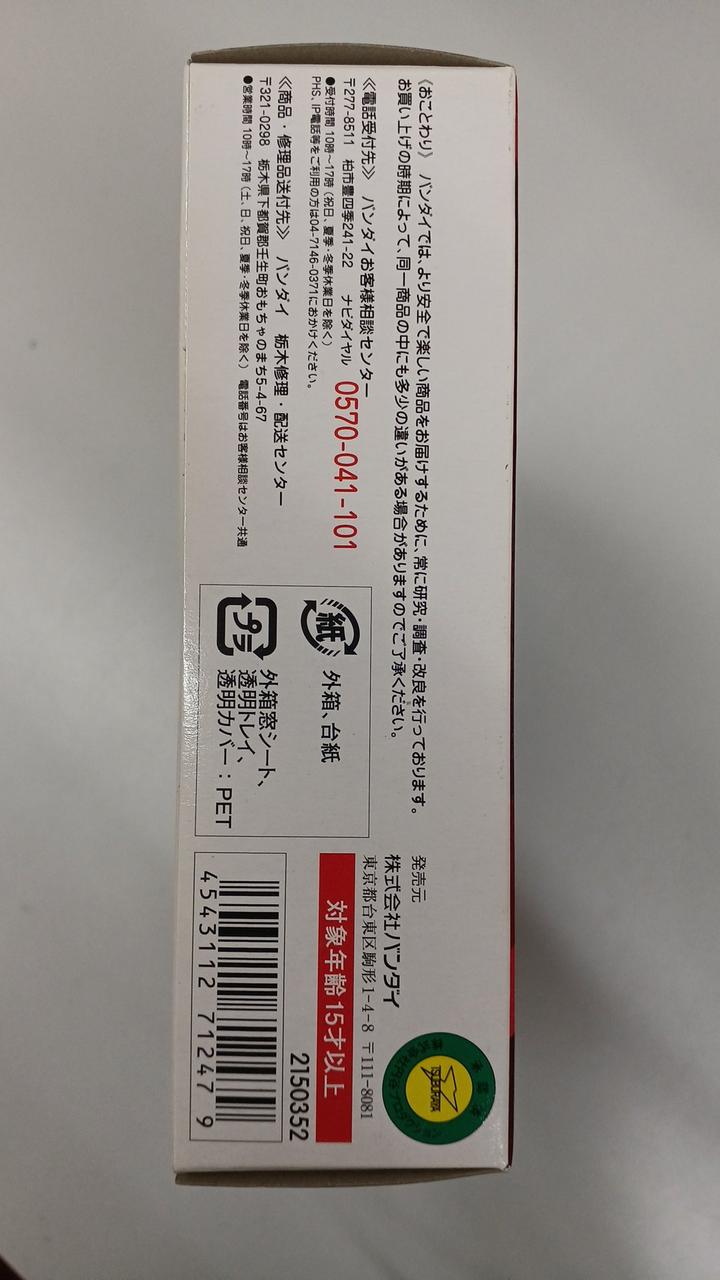 《おことわり》 バンダイでは、より安全で楽しい商品をお届けするために、常に研究・調査・改良を行っております。
お買い上げの時期によって、同一商品の中にも多少の違いがある場合がありますのでご了承ください。
≪電話受付先≫ バンダイお客様相談センター
〒277-8511 柏市豊四季241-22 ナビダイヤル 0570-041-101
●受付時間 10時～17時(祝日、夏季・冬季休業日を除く)
PHS、IP電話等をご利用の方は04-7146-0371におかけください。
≪商品・修理品送付先≫ バンダイ 栃木修理・配送センター
〒321-0298 栃木県下都賀郡壬生町おもちゃのまち5-4-67
●営業時間 10時～17時(土、日、祝日、夏季・冬季休業日を除く) 電話番号はお客様相談センター共通
紙 外箱、台紙
プラ 外箱窓シート、
透明トレイ、
透明カバー：PET
発売元
株式会社バンダイ
東京都台東区駒形1-4-8 〒111-8081
対象年齢15才以上
2150352
4543112 712479
TSUBURAYA
株式会社円谷プロダクション